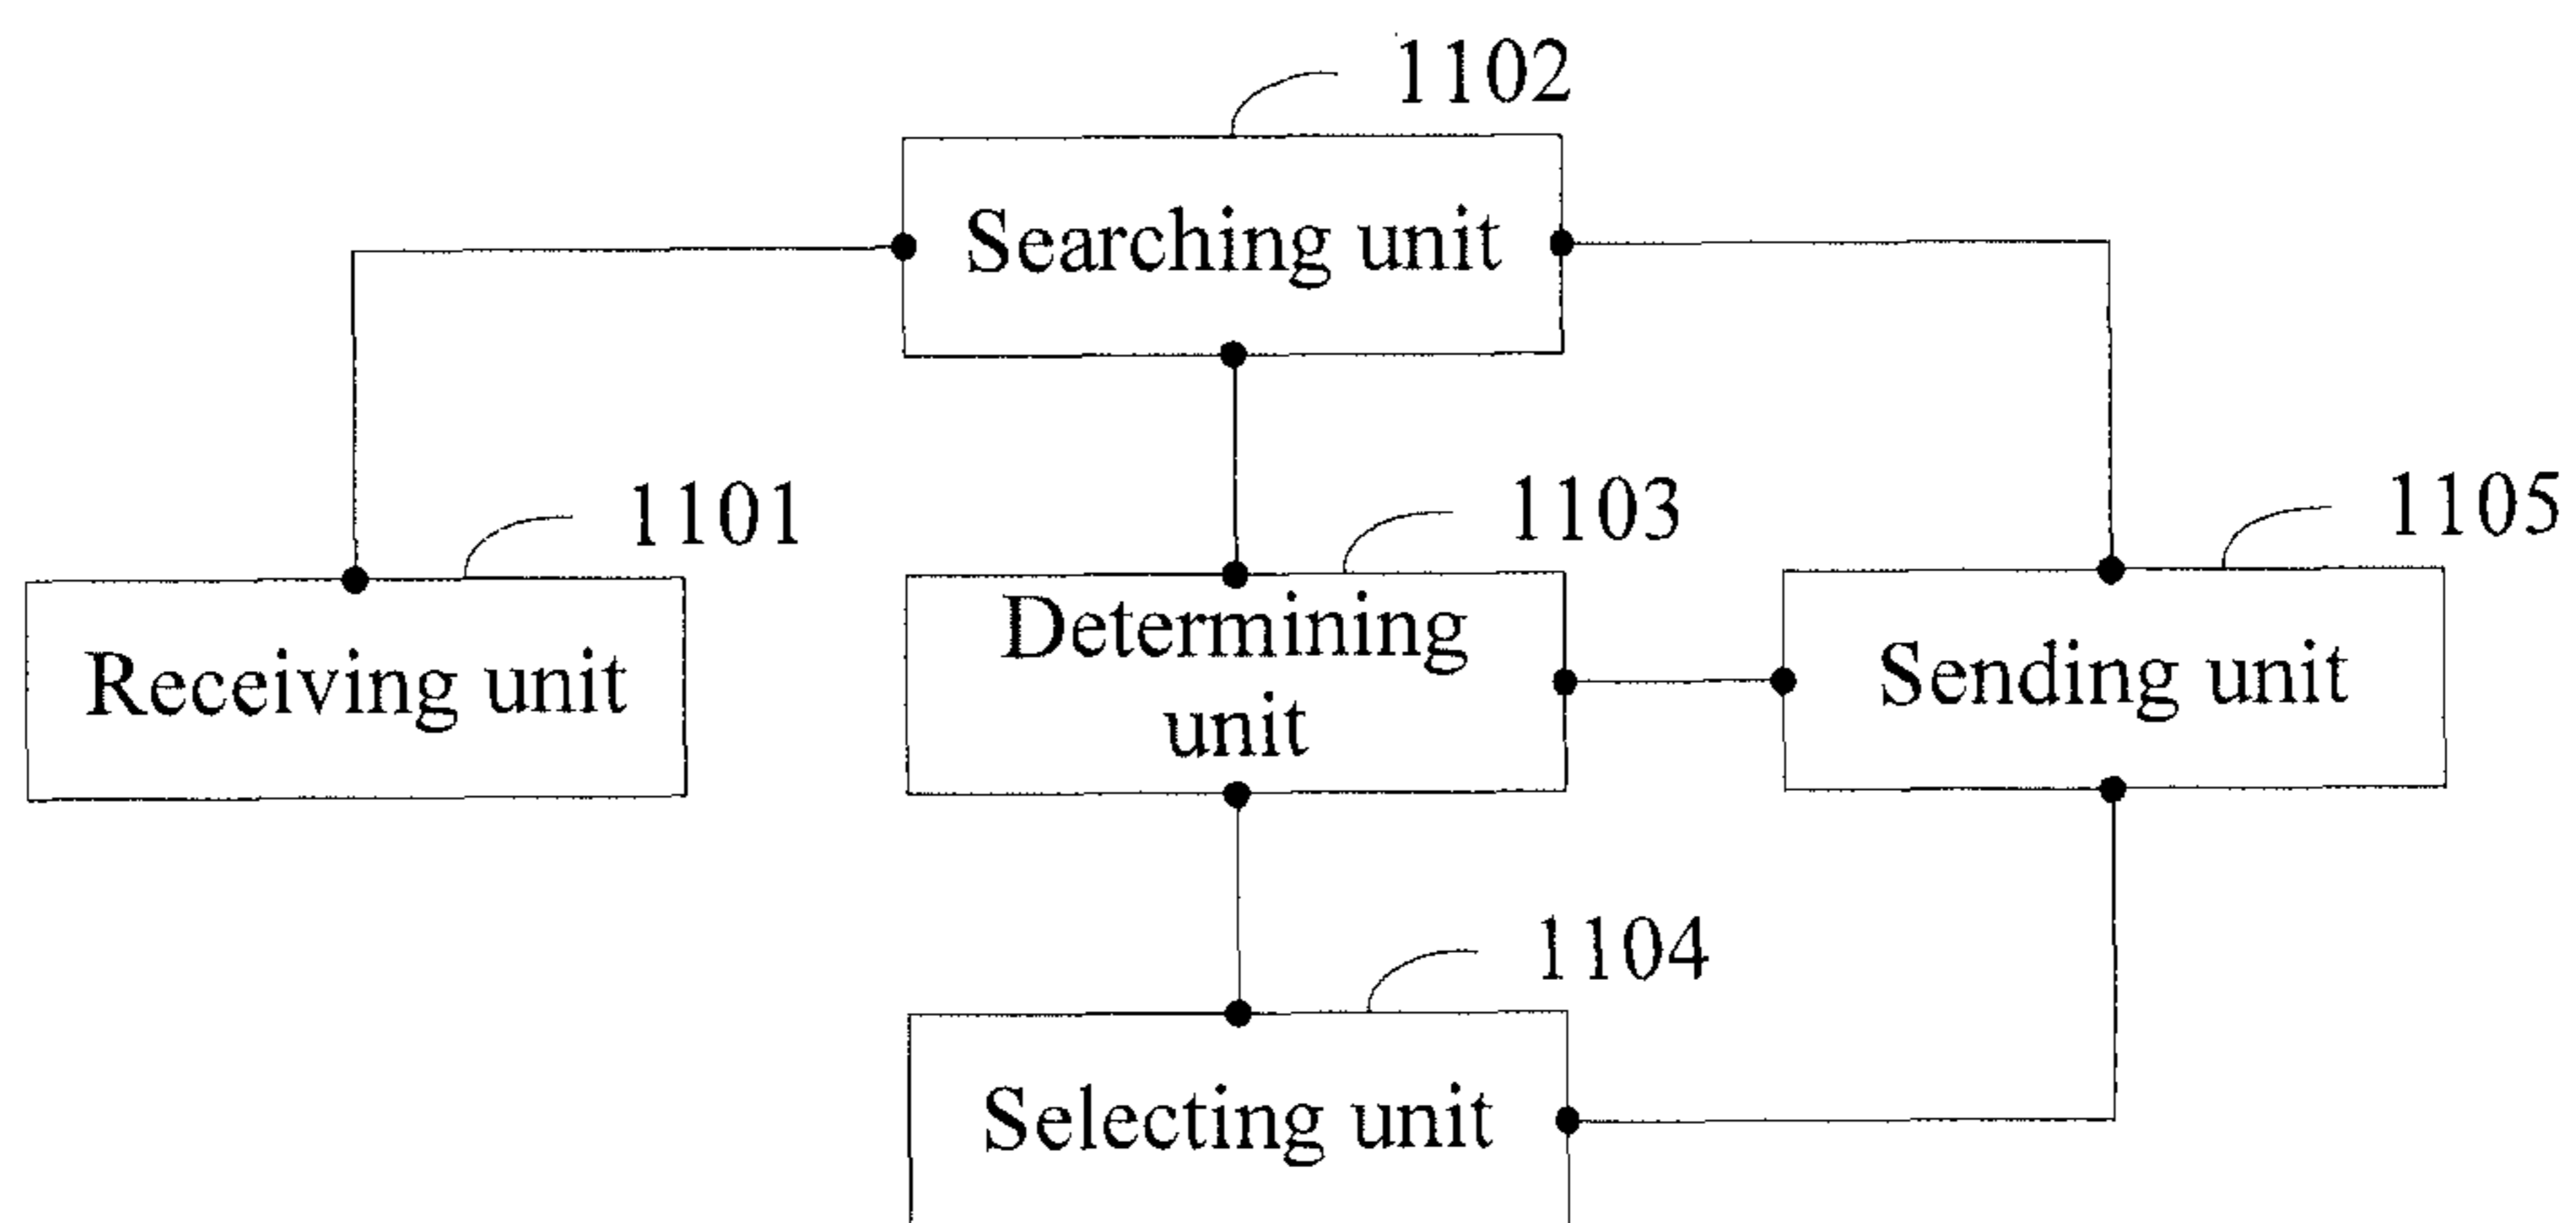 1102
Searching unit
1101
1103
1105
Receiving unit
Determining
unit
Sending unit
1104
Selecting unit